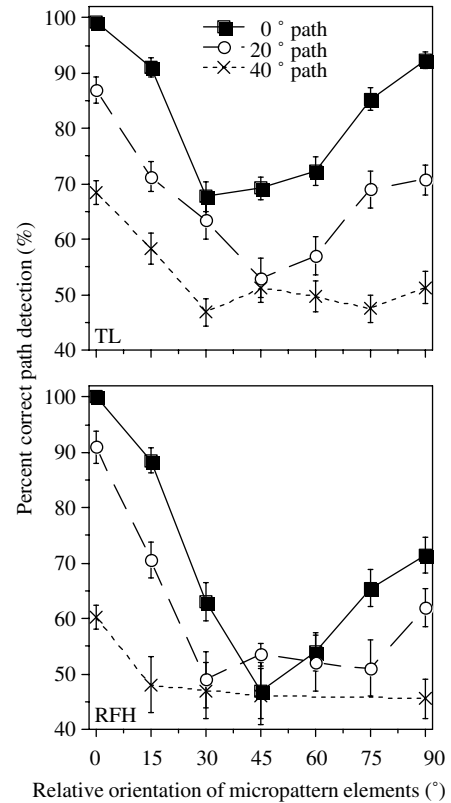 100
90
80
70
60
50
40
0 ° path
20 ° path
40 ° path
TL
Percent correct path detection (%)
100
90
80
70
60
50
40
RFH
0 15 30 45 60 75 90
Relative orientation of micropattern elements (°)